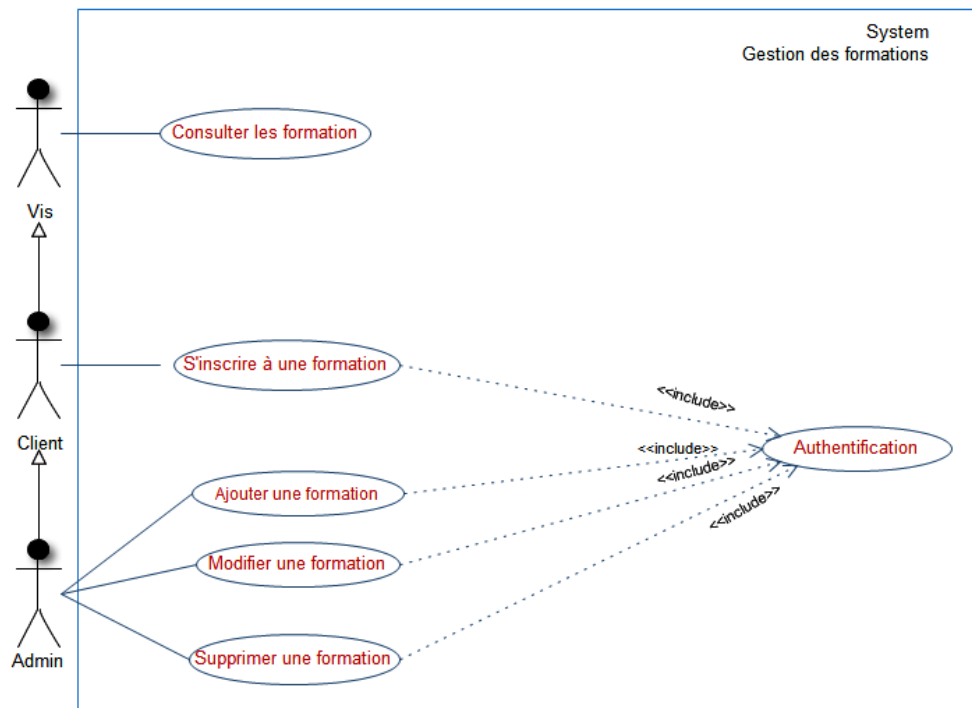 System
Gestion des formations
Consulter les formation
Vis
S'inscrire à une formation
<<include>>
Client
<<include>>
Authentification
<<include>>
Ajouter une formation
<<include>>
Modifier une formation
Admin
Supprimer une formation